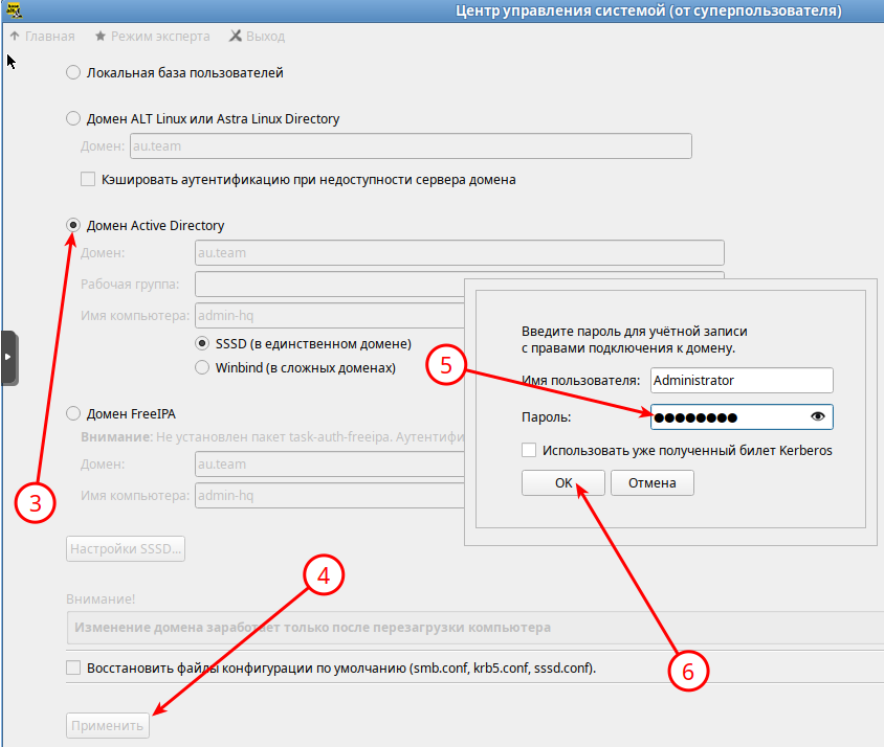 Центр управления системой (от суперпользователя)
Главная Режим эксперта Выход
Локальная база пользователей
Домен ALT Linux или Astra Linux Directory
Домен: au.team
Кэшировать аутентификацию при недоступности сервера домена
Домен Active Directory
Домен: au.team
Рабочая группа:
Имя компьютера: admin-hq
SSSD (в единственном домене)
Winbind (в сложных доменах)
Домен FreeIPA
Внимание: Не установлен пакет task-auth-freeipa. Аутентифи
Домен: au.team
Имя компьютера: admin-hq
Введите пароль для учётной записи
с правами подключения к домену.
5
Имя пользователя: Administrator
Пароль: ●●●●●●●●
Использовать уже полученный билет Kerberos
OK Отмена
3
Настройки SSSD...
4
Внимание!
Изменение домена заработает только после перезагрузки компьютера
Восстановить файлы конфигурации по умолчанию (smb.conf, krb5.conf, sssd.conf).
6
Применить